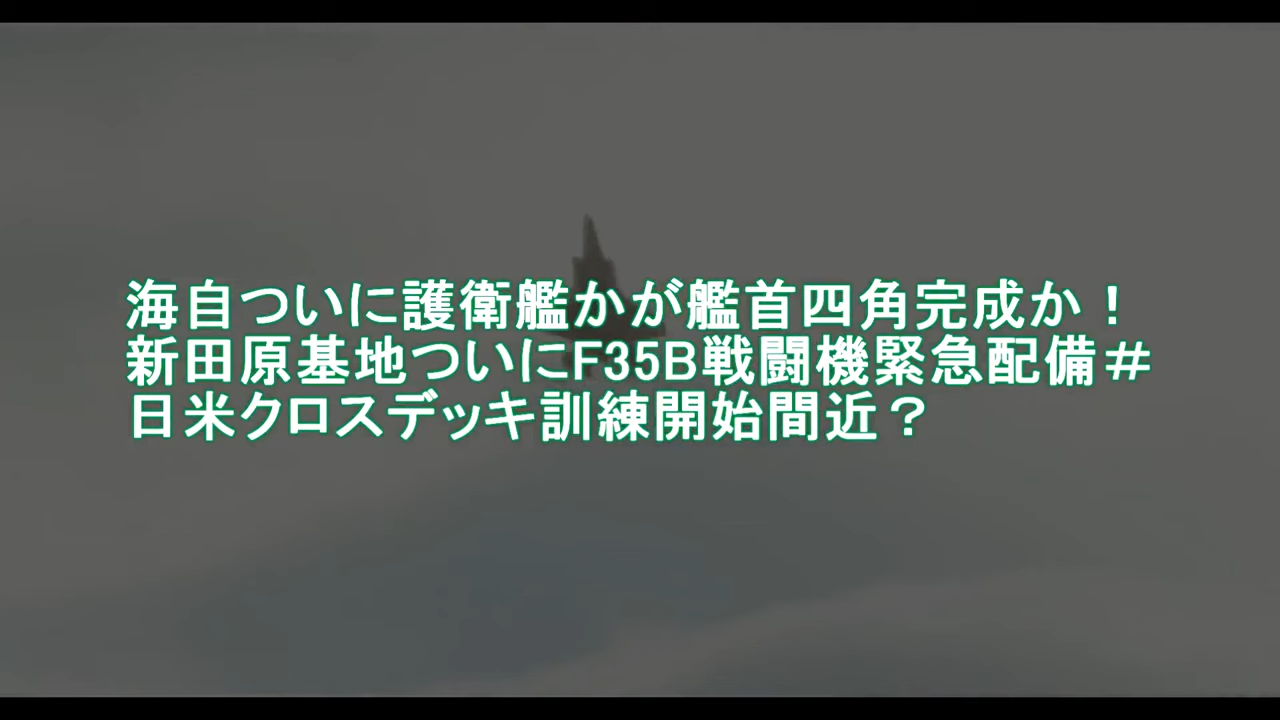 海自ついに護衛艦かが艦首四角完成か！
新田原基地ついにF35B戦闘機緊急配備＃
日米クロスデッキ訓練開始間近？